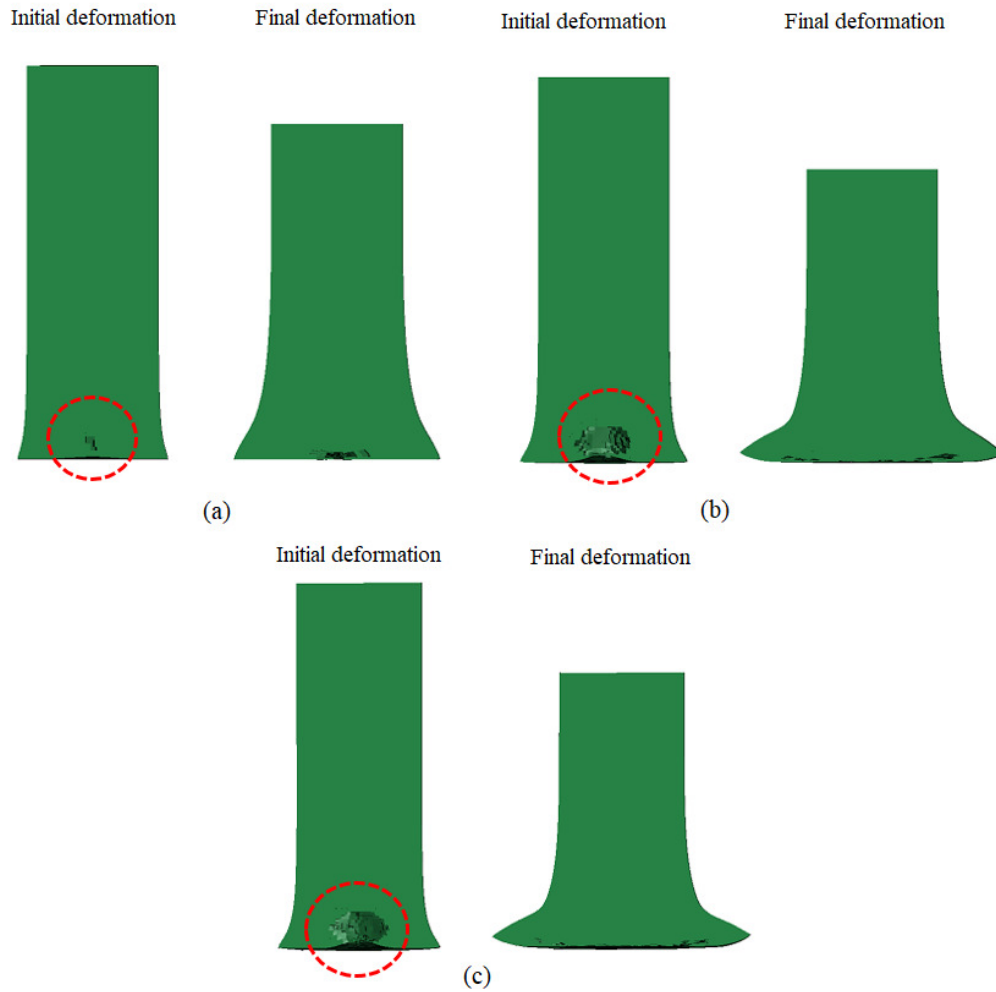 Initial deformation
Final deformation
Initial deformation
Final deformation
(a)
(b)
Initial deformation
Final deformation
(c)